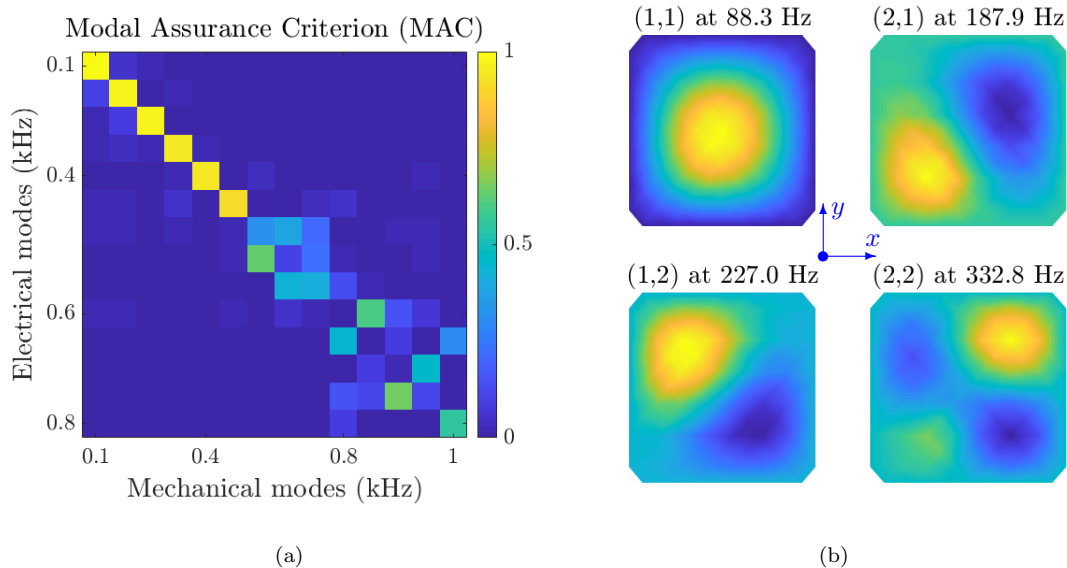 Modal Assurance Criterion (MAC)
Electrical modes (kHz)
0.1
0.4
0.6
0.8
0.1 0.4 0.8 1
Mechanical modes (kHz)
1
0.5
0
(a)
(1,1) at 88.3 Hz
(2,1) at 187.9 Hz
y
x
(1,2) at 227.0 Hz
(2,2) at 332.8 Hz
(b)